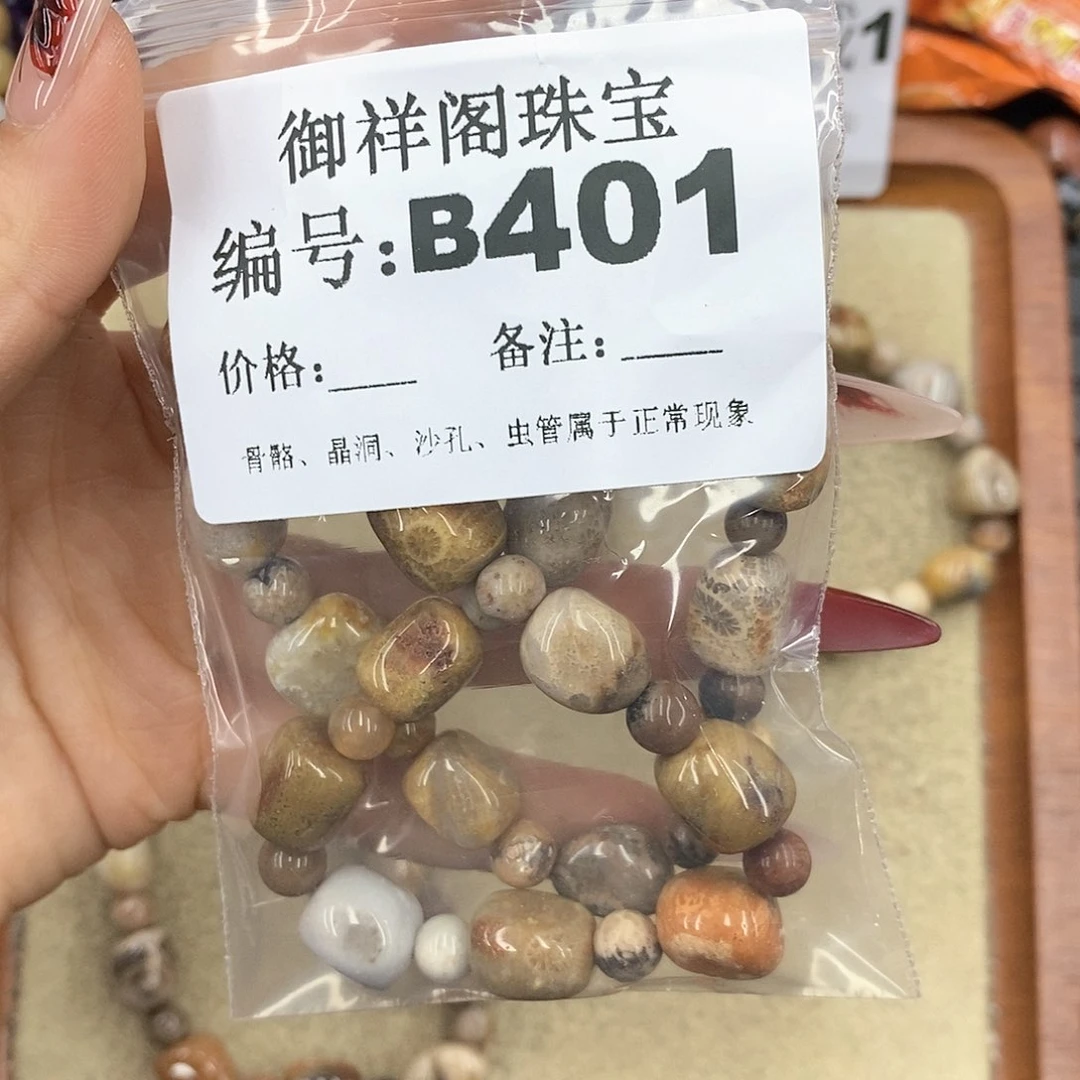 御祥阁珠宝
编号:B401
价格:____ 备注:_____
骨骼、晶洞、沙孔、虫管属于正常现象
1